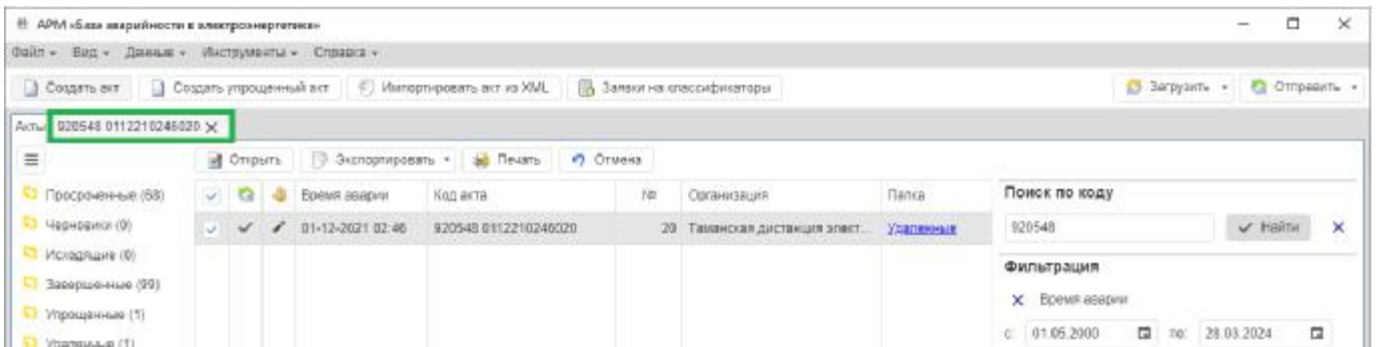 АРМ «База аварийности в электроэнергетике»
Файл Вид Данные Инструменты Справка
Создать акт Создать упрощенный акт Импортировать акт из XML Заявки на классификаторы Загрузить Отправить
Акты 920548 0112210246020
Открыть Экспортировать Печать Отмена
Просроченные (68) Время аварии Код акта № Организация Папка Поиск по коду
Черновики (0) 01-12-2021 02:46 920548 0112210246020 20 Таманская дистанция элект... Удаленные 920548 Найти
Исходящие (0)
Фильтрация
Завершенные (99)
Время аварии
Упрощенные (1)
с: 01.05.2000 по: 28.03.2024
Удаленные (1)